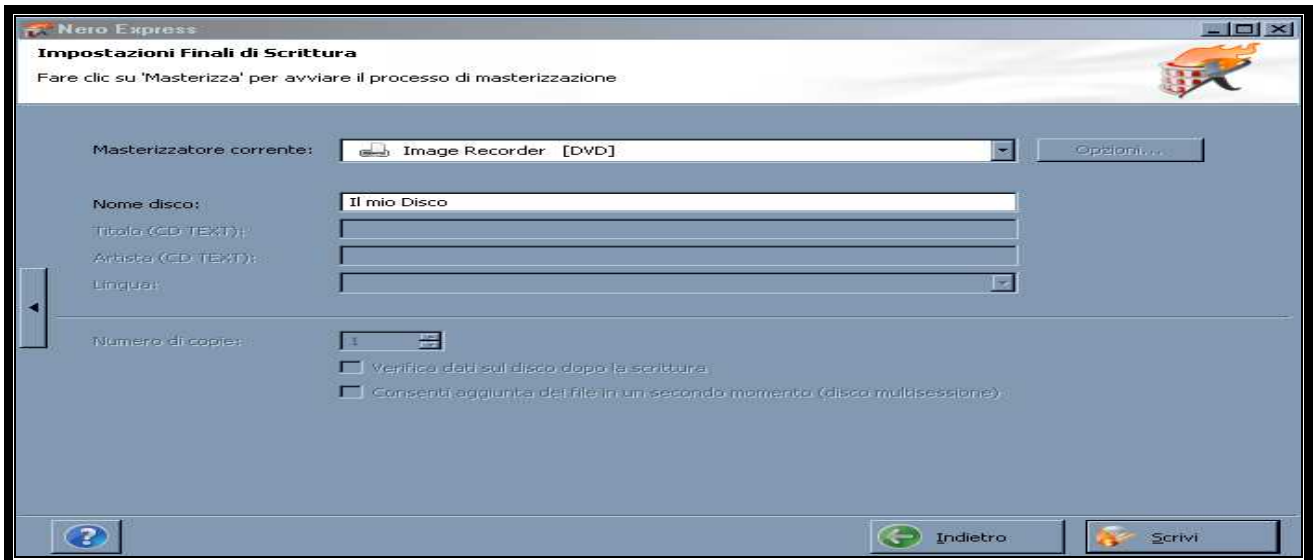 Nero Express
Impostazioni Finali di Scrittura
Fare clic su 'Masterizza' per avviare il processo di masterizzazione
Masterizzatore corrente: Image Recorder [DVD] Opzioni...
Nome disco: Il mio Disco
Titolo (CD TEXT):
Artista (CD TEXT):
Lingua:
Numero di copie: 1
Verifica dati sul disco dopo la scrittura
Consenti aggiunta dei file in un secondo momento (disco multisessione)
Indietro Scrivi